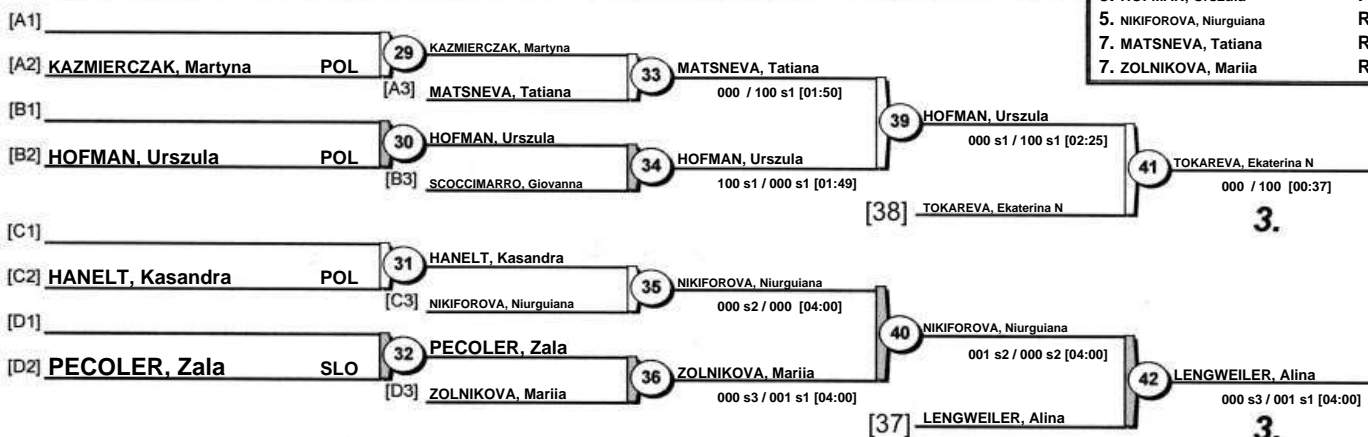 5. NIKIFOROVA, Niurguiana R
7. MATSNEVA, Tatiana R
7. ZOLNIKOVA, Mariia R
[A1]
[A2] KAZMIERCZAK, Martyna POL
29
KAZMIERCZAK, Martyna
[A3] MATSNEVA, Tatiana
33
MATSNEVA, Tatiana
000 / 100 s1 [01:50]
[B1]
[B2] HOFMAN, Urszula POL
30
HOFMAN, Urszula
[B3] SCOCCIMARRO, Giovanna
34
HOFMAN, Urszula
100 s1 / 000 s1 [01:49]
39
HOFMAN, Urszula
000 s1 / 100 s1 [02:25]
[38] TOKAREVA, Ekaterina N
41
TOKAREVA, Ekaterina N
000 / 100 [00:37]
3.
[C1]
[C2] HANELT, Kasandra POL
31
HANELT, Kasandra
[C3] NIKIFOROVA, Niurguiana
35
NIKIFOROVA, Niurguiana
000 s2 / 000 [04:00]
[D1]
[D2] PECOLER, Zala SLO
32
PECOLER, Zala
[D3] ZOLNIKOVA, Mariia
36
ZOLNIKOVA, Mariia
000 s3 / 001 s1 [04:00]
40
NIKIFOROVA, Niurguiana
001 s2 / 000 s2 [04:00]
[37] LENGWEILER, Alina
42
LENGWEILER, Alina
000 s3 / 001 s1 [04:00]
3.